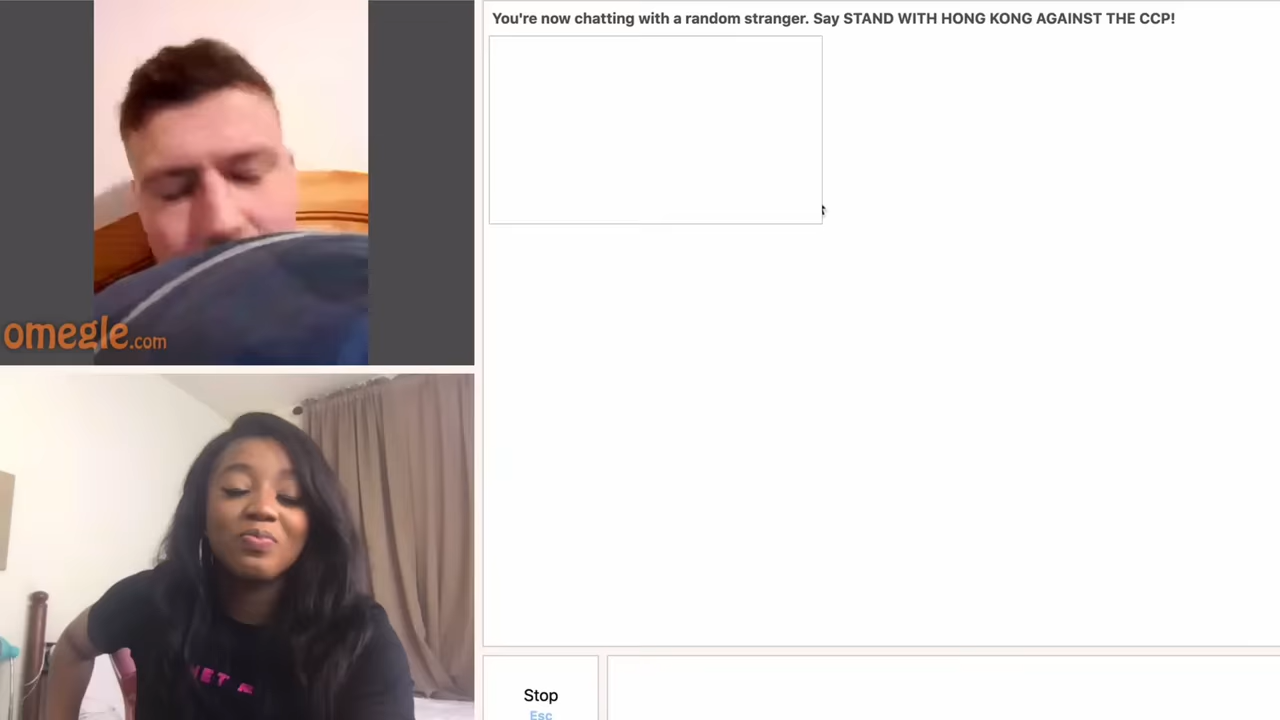 You're now chatting with a random stranger. Say STAND WITH HONG KONG AGAINST THE CCP!
omegle.com
Stop
Esc